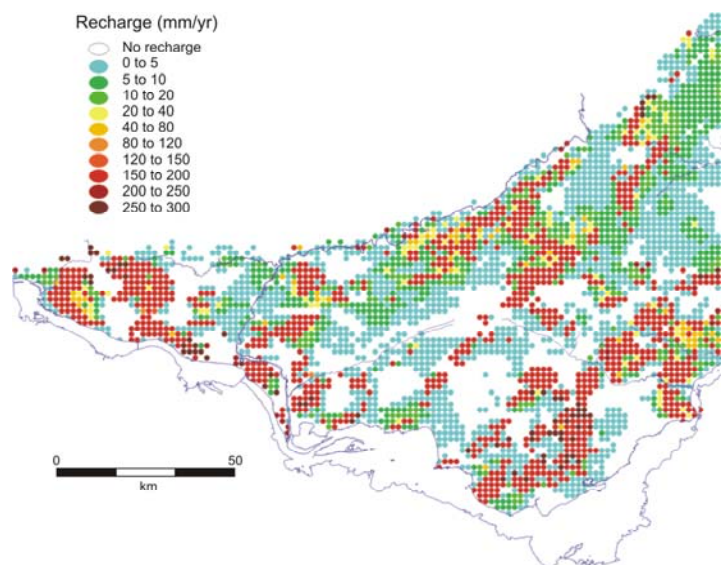 Recharge (mm/yr)
No recharge
0 to 5
5 to 10
10 to 20
20 to 40
40 to 80
80 to 120
120 to 150
150 to 200
200 to 250
250 to 300
0 50
km